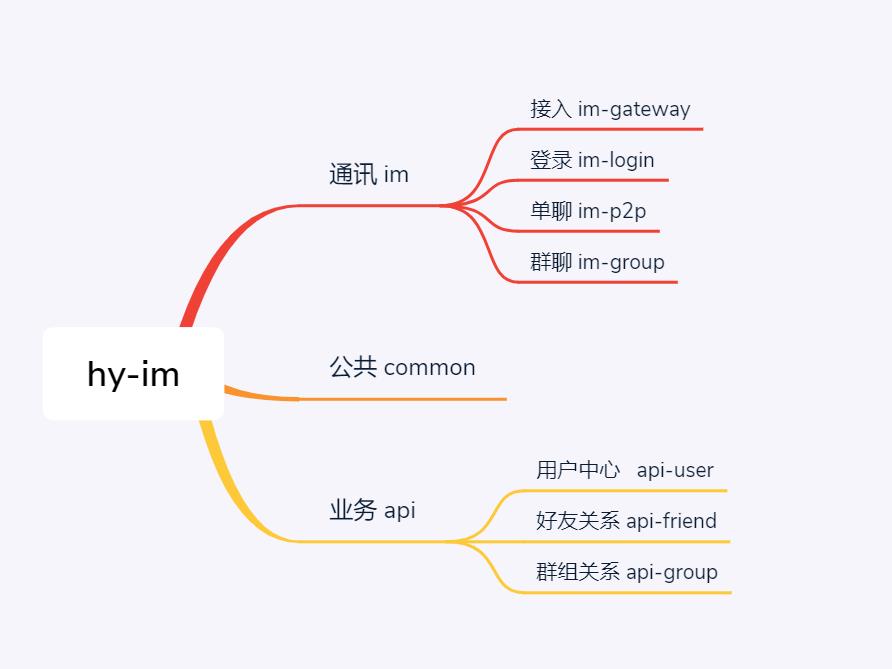 接入 im-gateway
通讯 im
登录 im-login
单聊 im-p2p
群聊 im-group
hy-im
公共 common
用户中心 api-user
业务 api
好友关系 api-friend
群组关系 api-group